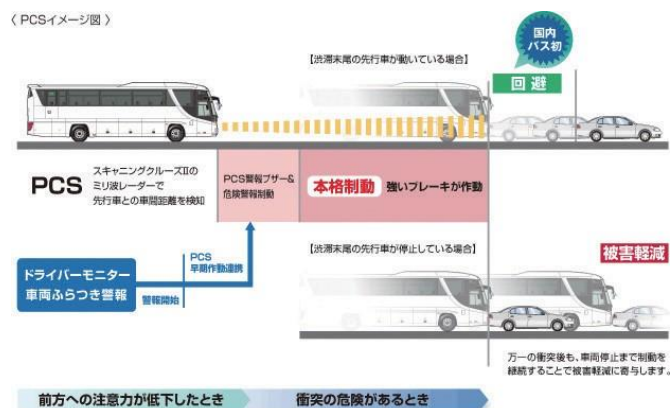 〈 PCSイメージ図 〉
国内
バス初
【渋滞末尾の先行車が動いている場合】
回避
PCS
スキャニングクルーズIIの
ミリ波レーダーで
先行車との車間距離を検知
PCS警報ブザー&
危険警報制動
本格制動 強いブレーキが作動
【渋滞末尾の先行車が停止している場合】
被害軽減
ドライバーモニター
車両ふらつき警報
警報開始
PCS
早期作動連携
万一の衝突後も、車両停止まで制動を
継続することで被害軽減に寄与します。
前方への注意力が低下したとき
衝突の危険があるとき